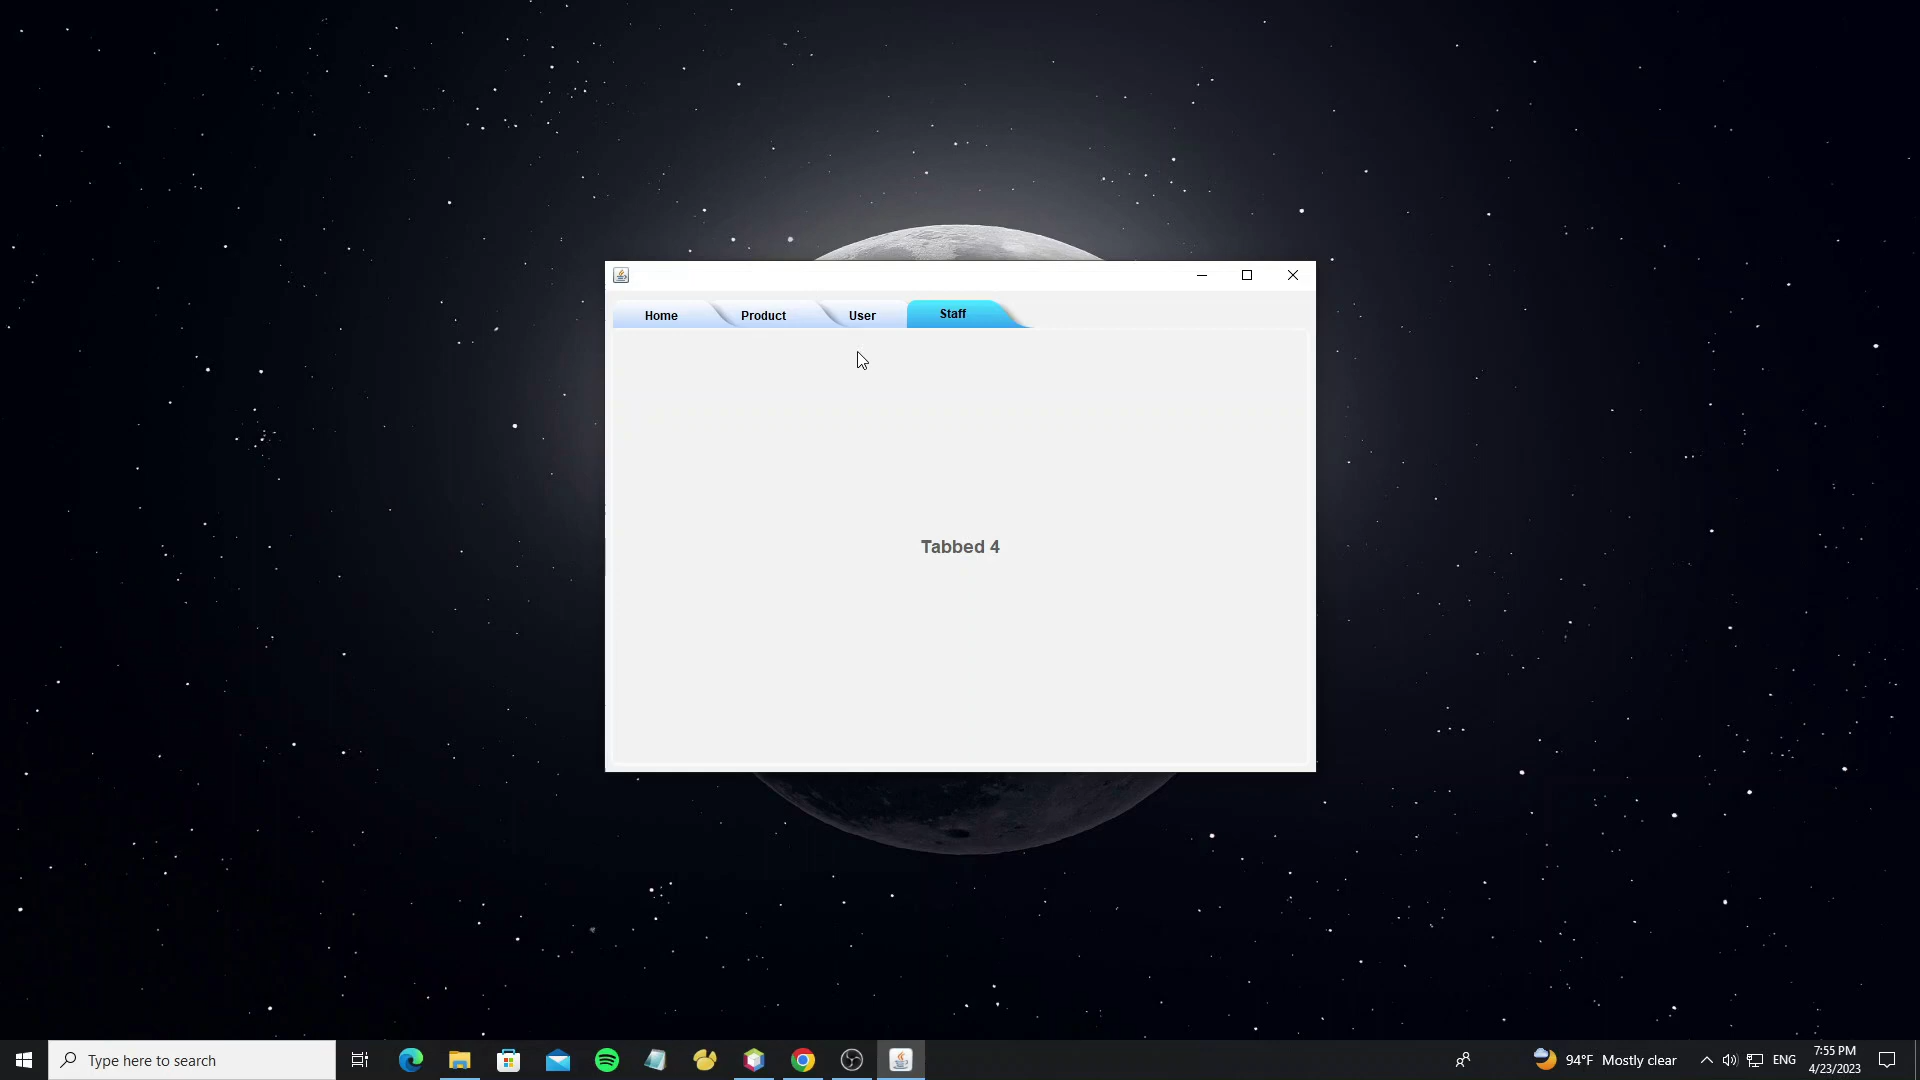 Home Product User Staff
Tabbed 4
Type here to search
94°F Mostly clear
ENG
7:55 PM
4/23/2023